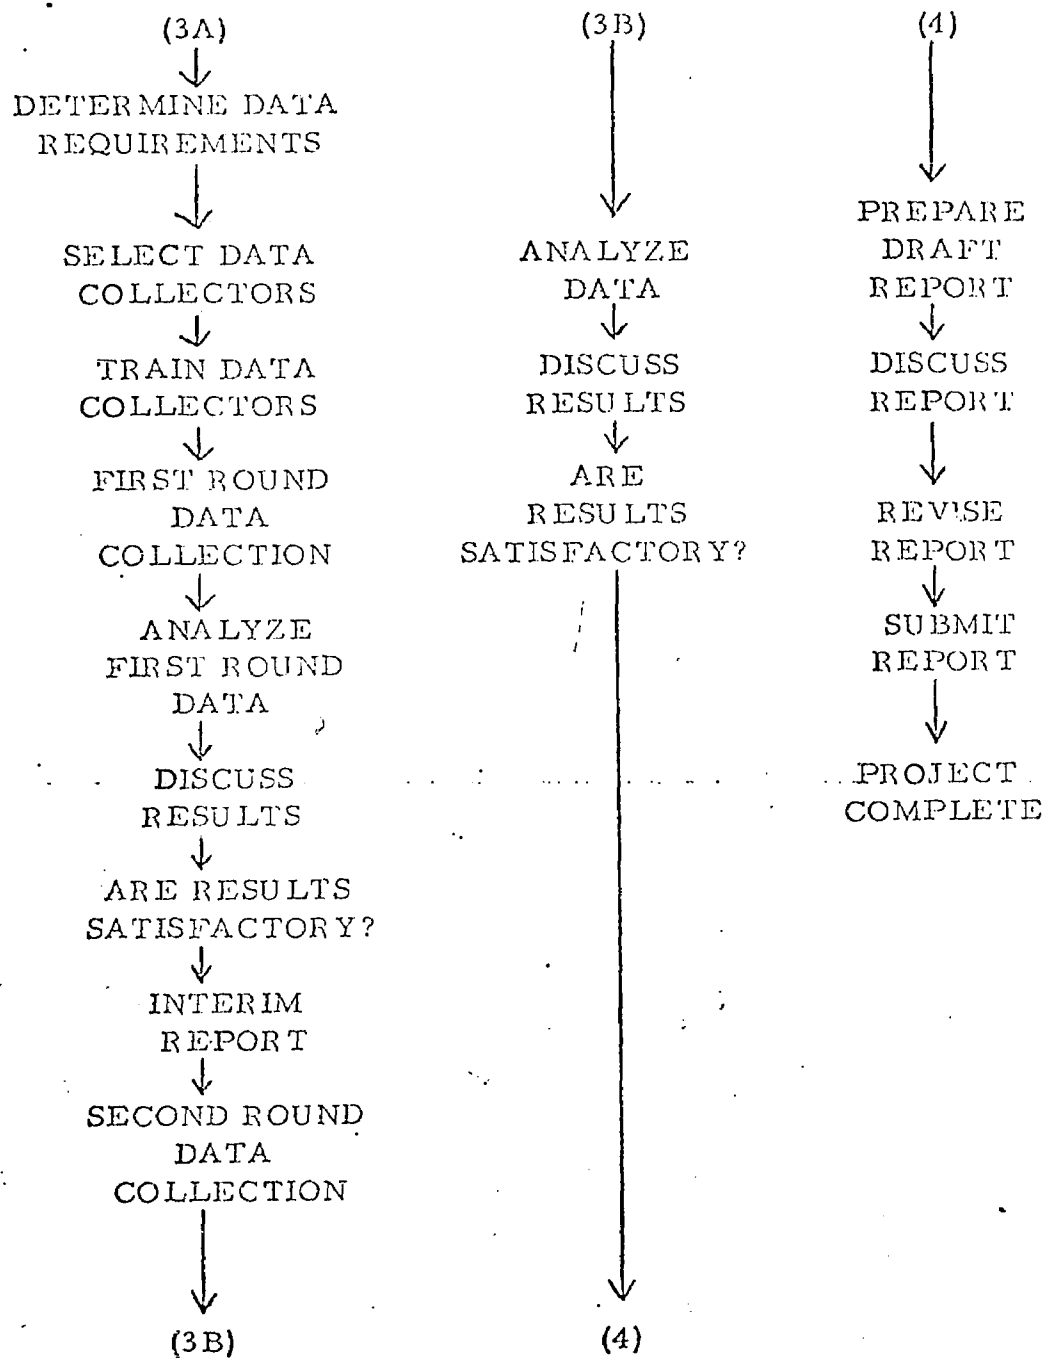 (3A)
DETERMINE DATA
REQUIREMENTS
SELECT DATA
COLLECTORS
TRAIN DATA
COLLECTORS
FIRST ROUND
DATA
COLLECTION
ANALYZE
FIRST ROUND
DATA
DISCUSS
RESULTS
ARE RESULTS
SATISFACTORY?
INTERIM
REPORT
SECOND ROUND
DATA
COLLECTION
(3B)
(3B)
ANALYZE
DATA
DISCUSS
RESULTS
ARE
RESULTS
SATISFACTORY?
(4)
(4)
PREPARE
DRAFT
REPORT
DISCUSS
REPORT
REVISE
REPORT
SUBMIT
REPORT
PROJECT
COMPLETE